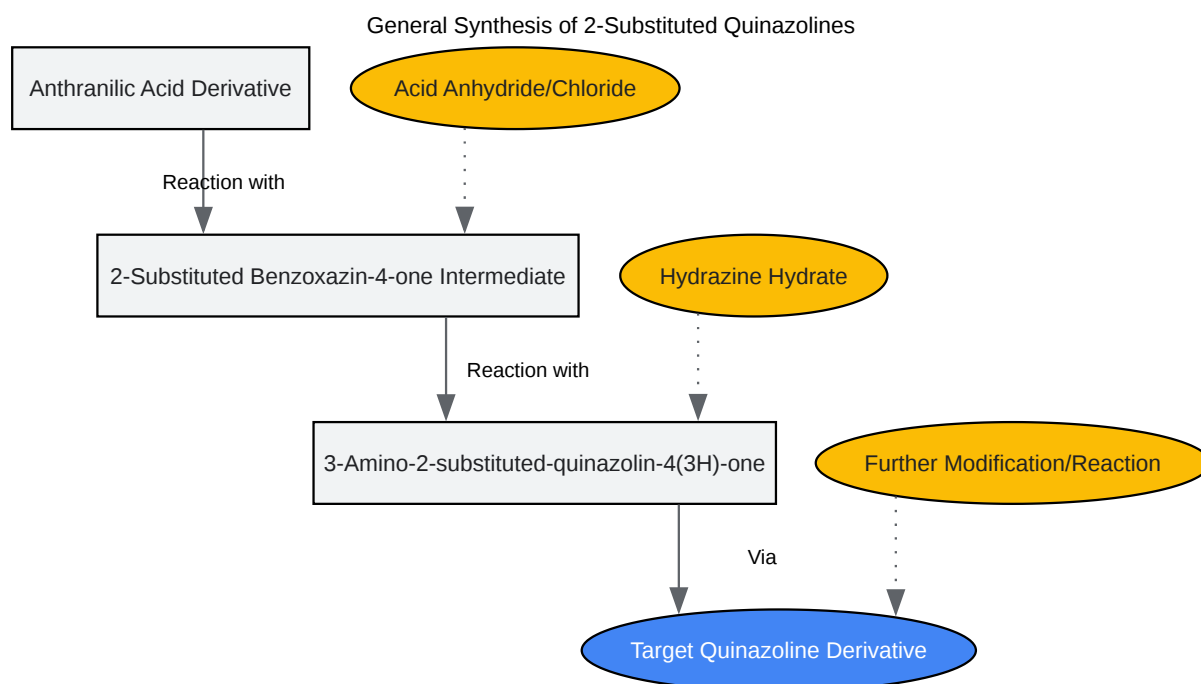 General Synthesis of 2-Substituted Quinazolines
Anthranilic Acid Derivative
Acid Anhydride/Chloride
Reaction with
2-Substituted Benzoxazin-4-one Intermediate
Hydrazine Hydrate
Reaction with
3-Amino-2-substituted-quinazolin-4(3H)-one
Further Modification/Reaction
Via
Target Quinazoline Derivative